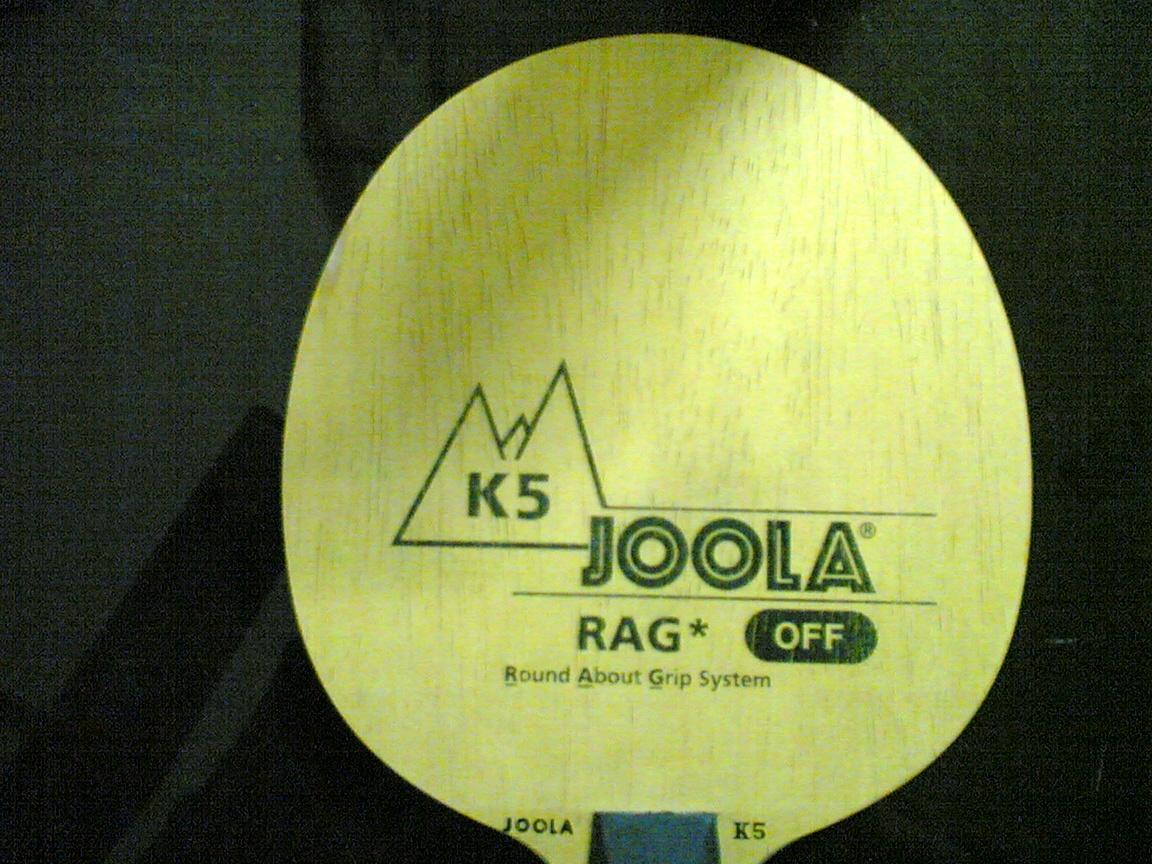 K5
JOOLA®
RAG* OFF
Round About Grip System
JOOLA K5